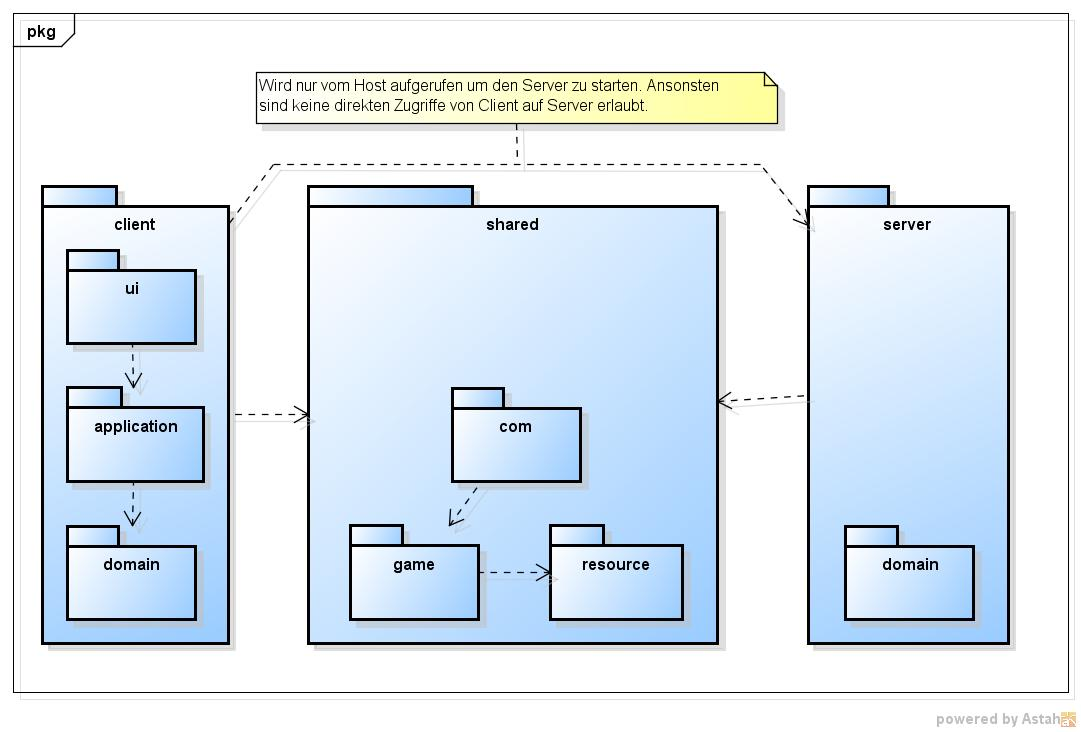 pkg
Wird nur vom Host aufgerufen um den Server zu starten. Ansonsten
sind keine direkten Zugriffe von Client auf Server erlaubt.
client
ui
application
domain
shared
com
game
resource
server
domain
powered by Astah